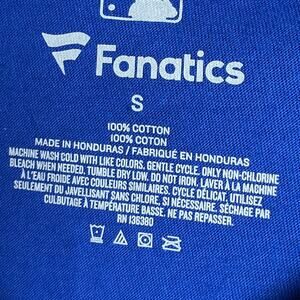 Fanatics
S
100% COTTON
100% COTON
MADE IN HONDURAS / FABRIQUÉ EN HONDURAS
MACHINE WASH COLD WITH LIKE COLORS. GENTLE CYCLE. ONLY NON-CHLORINE
BLEACH WHEN NEEDED. TUMBLE DRY LOW. DO NOT IRON. LAVER À LA MACHINE
À L'EAU FROIDE AVEC COULEURS SIMILAIRES. CYCLE DÉLICAT. UTILISEZ
SEULEMENT DU JAVELLISANT SANS CHLORE, SI NÉCESSAIRE. SÉCHAGE PAR
CULBUTAGE À TEMPÉRATURE BASSE. NE PAS REPASSER.
RN 136380